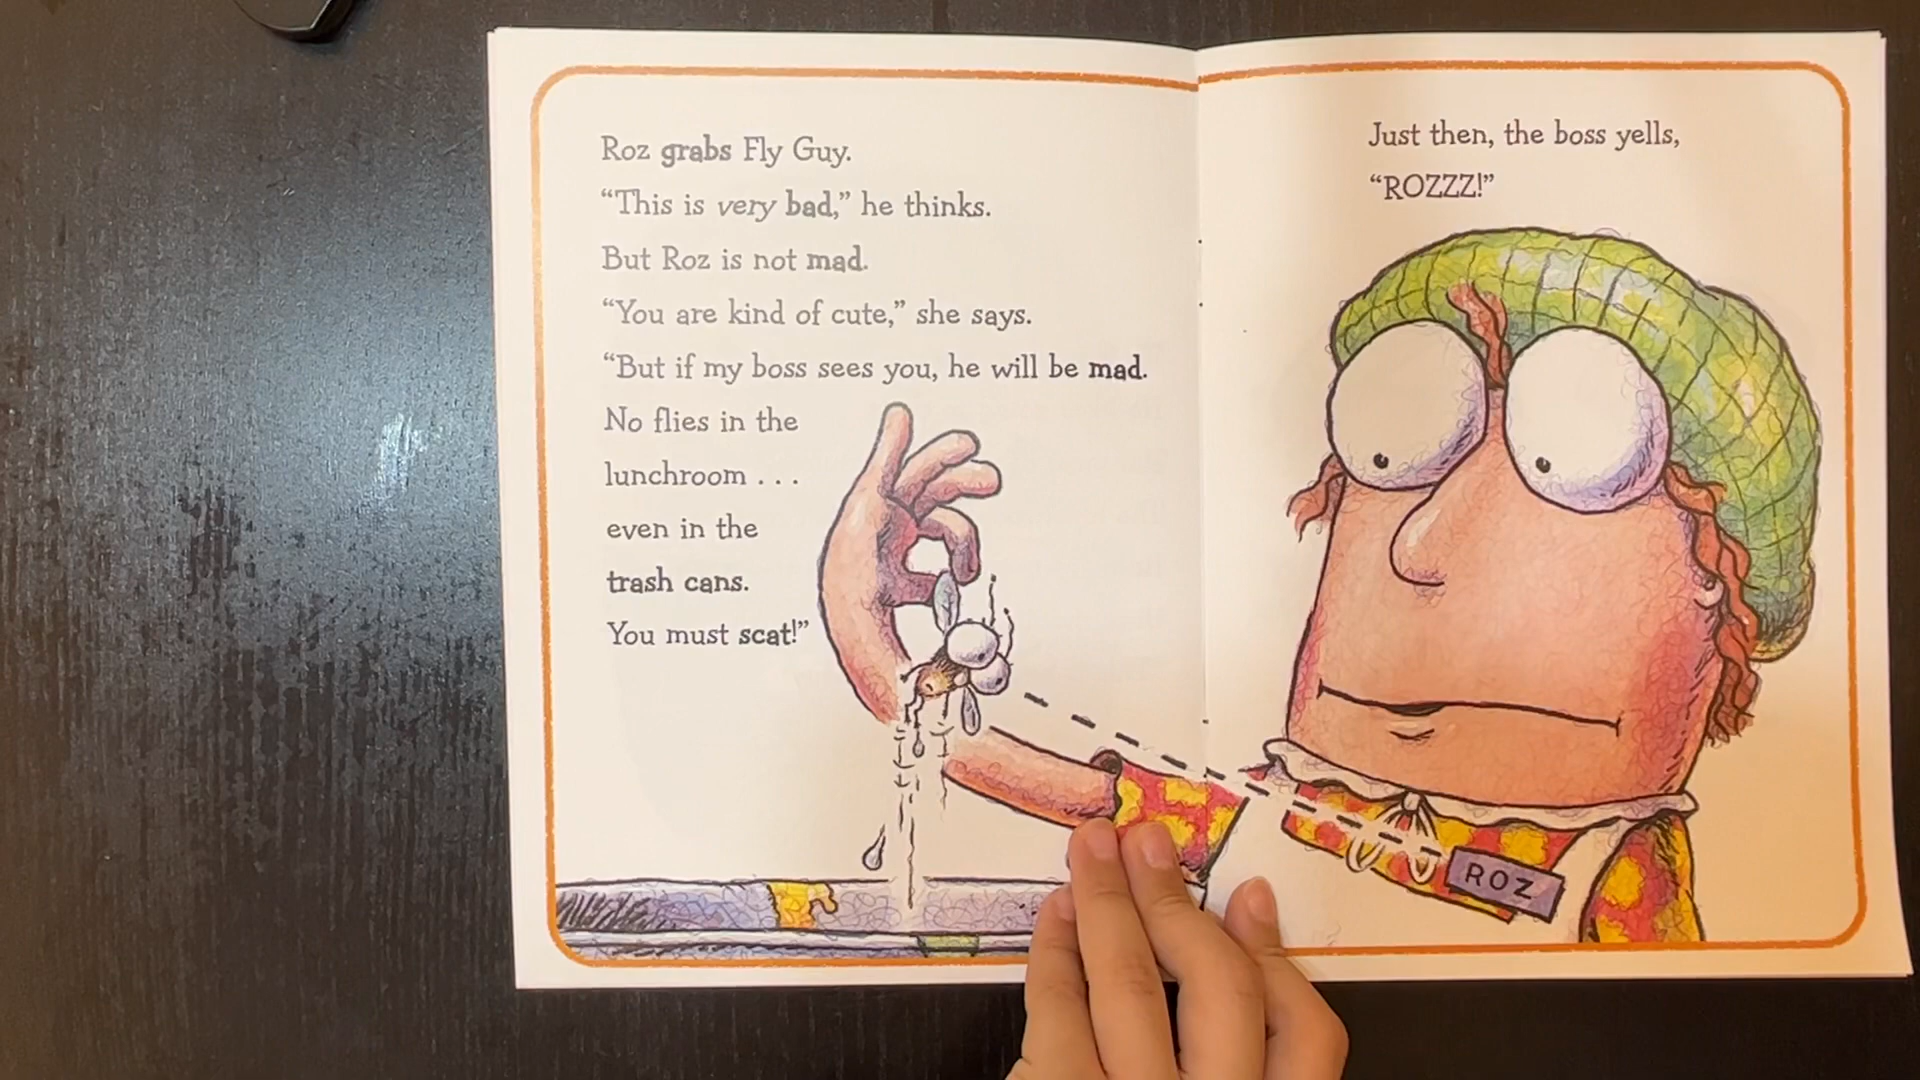 Roz grabs Fly Guy.
“This is very bad,” he thinks.
But Roz is not mad.
“You are kind of cute,” she says.
“But if my boss sees you, he will be mad.
No flies in the
lunchroom . . .
even in the
trash cans.
You must scat!”
Just then, the boss yells,
“ROZZZ!”
ROZ